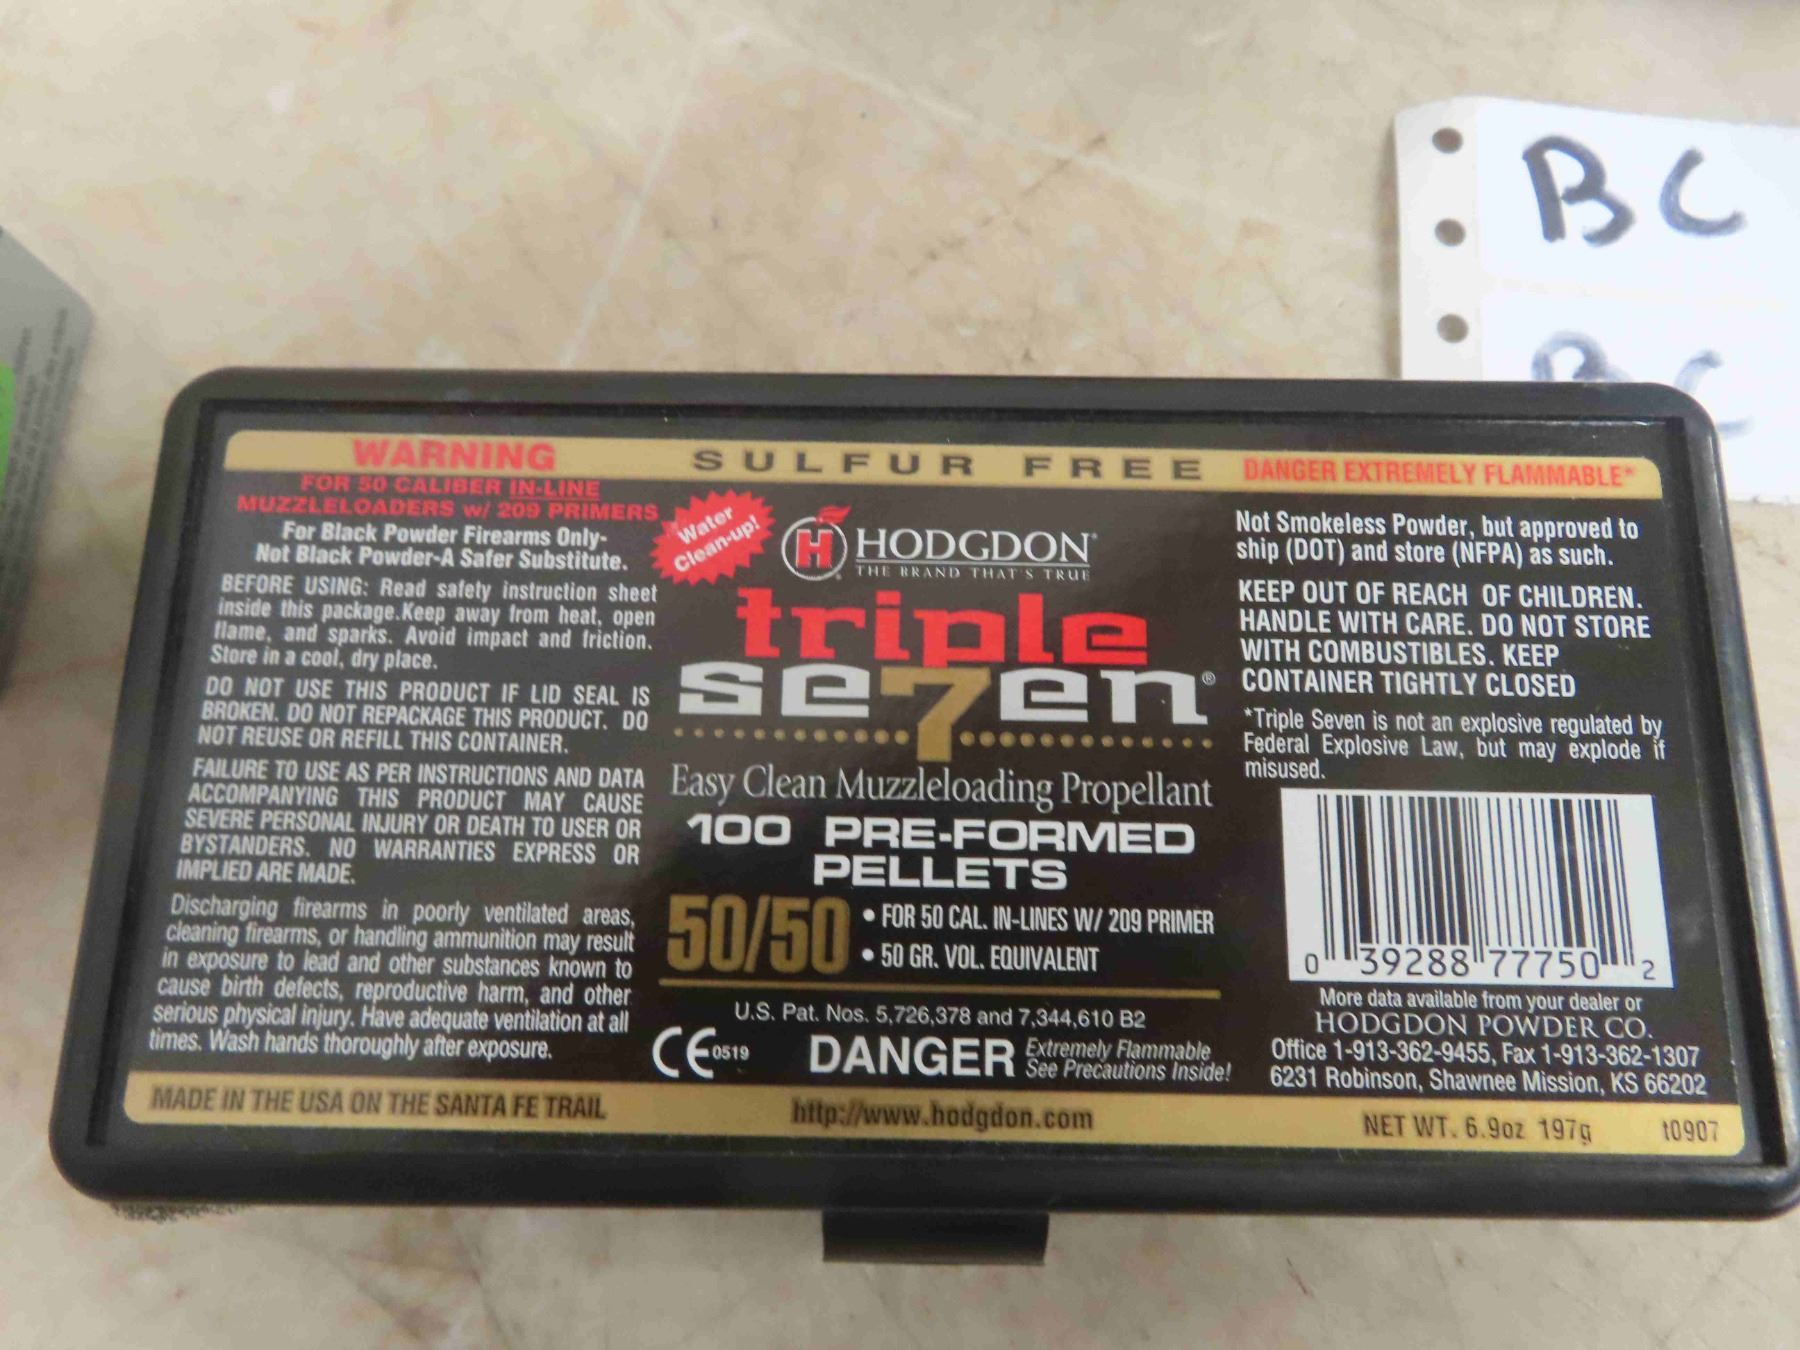 BC
BC
WARNING
FOR 50 CALIBER IN-LINE
MUZZLELOADERS w/ 209 PRIMERS
For Black Powder Firearms Only-
Not Black Powder-A Safer Substitute.
BEFORE USING: Read safety instruction sheet
inside this package.Keep away from heat, open
flame, and sparks. Avoid impact and friction.
Store in a cool, dry place.
DO NOT USE THIS PRODUCT IF LID SEAL IS
BROKEN. DO NOT REPACKAGE THIS PRODUCT. DO
NOT REUSE OR REFILL THIS CONTAINER.
FAILURE TO USE AS PER INSTRUCTIONS AND DATA
ACCOMPANYING THIS PRODUCT MAY CAUSE
SEVERE PERSONAL INJURY OR DEATH TO USER OR
BYSTANDERS. NO WARRANTIES EXPRESS OR
IMPLIED ARE MADE.
Discharging firearms in poorly ventilated areas,
cleaning firearms, or handling ammunition may result
in exposure to lead and other substances known to
cause birth defects, reproductive harm, and other
serious physical injury. Have adequate ventilation at all
times. Wash hands thoroughly after exposure.
MADE IN THE USA ON THE SANTA FE TRAIL
SULFUR FREE
Water
Clean-up!
H HODGDON®
THE BRAND THAT'S TRUE
triple
se7en®
Easy Clean Muzzleloading Propellant
100 PRE-FORMED
PELLETS
50/50
• FOR 50 CAL. IN-LINES W/ 209 PRIMER
• 50 GR. VOL. EQUIVALENT
U.S. Pat. Nos. 5,726,378 and 7,344,610 B2
CE 0519
DANGER Extremely Flammable
See Precautions Inside!
http://www.hodgdon.com
DANGER EXTREMELY FLAMMABLE*
Not Smokeless Powder, but approved to
ship (DOT) and store (NFPA) as such.
KEEP OUT OF REACH OF CHILDREN.
HANDLE WITH CARE. DO NOT STORE
WITH COMBUSTIBLES. KEEP
CONTAINER TIGHTLY CLOSED
*Triple Seven is not an explosive regulated by
Federal Explosive Law, but may explode if
misused.
0 39288 77750 2
More data available from your dealer or
HODGDON POWDER CO.
Office 1-913-362-9455, Fax 1-913-362-1307
6231 Robinson, Shawnee Mission, KS 66202
NET WT. 6.9oz 197g t0907